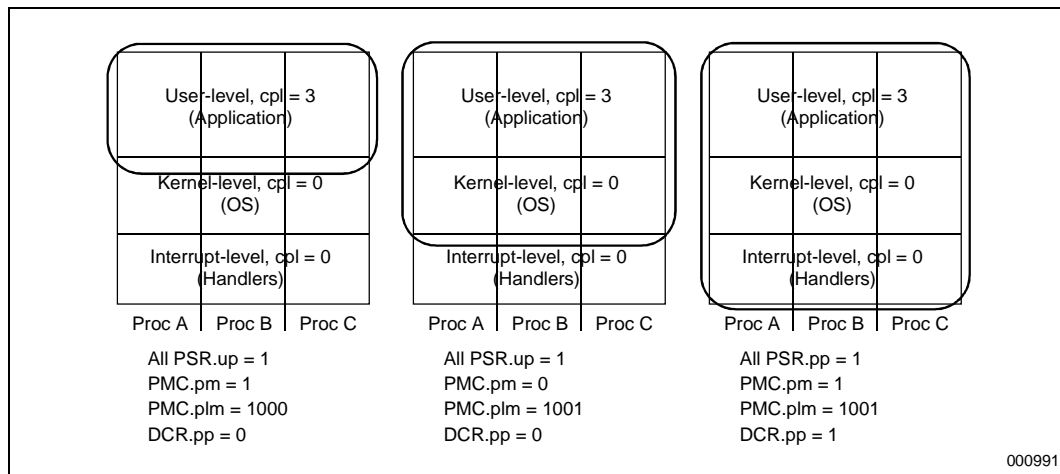 User-level, cpl = 3
(Application)
Kernel-level, cpl = 0
(OS)
Interrupt-level, cpl = 0
(Handlers)
Proc A Proc B Proc C
All PSR.up = 1
PMC.pm = 1
PMC.plm = 1000
DCR.pp = 0
User-level, cpl = 3
(Application)
Kernel-level, cpl = 0
(OS)
Interrupt-level, cpl = 0
(Handlers)
Proc A Proc B Proc C
All PSR.up = 1
PMC.pm = 0
PMC.plm = 1001
DCR.pp = 0
User-level, cpl = 3
(Application)
Kernel-level, cpl = 0
(OS)
Interrupt-level, cpl = 0
(Handlers)
Proc A Proc B Proc C
All PSR.pp = 1
PMC.pm = 1
PMC.plm = 1001
DCR.pp = 1
000991